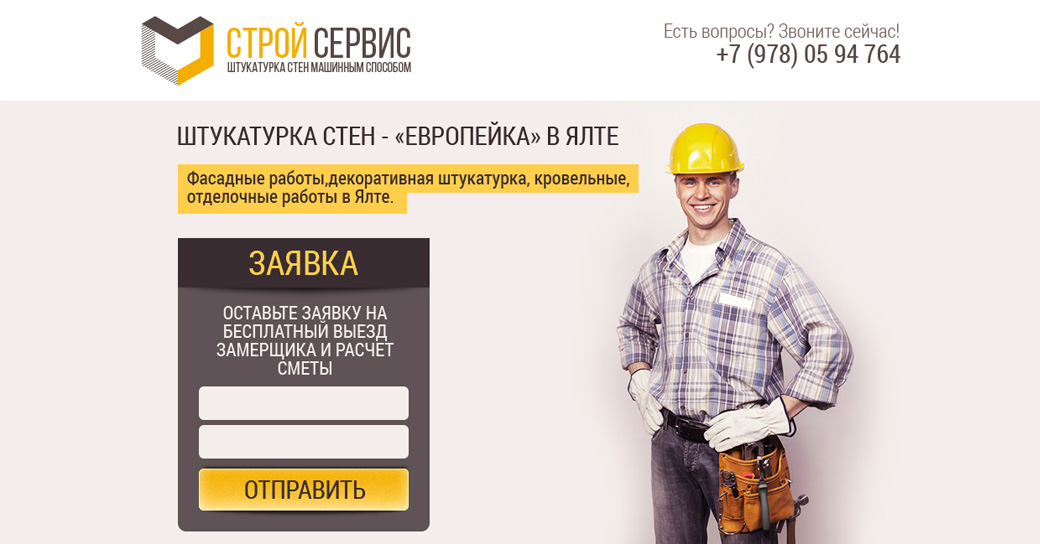 СТРОЙ СЕРВИС
ШТУКАТУРКА СТЕН МАШИННЫМ СПОСОБОМ
Есть вопросы? Звоните сейчас!
+7 (978) 05 94 764
ШТУКАТУРКА СТЕН - «ЕВРОПЕЙКА» В ЯЛТЕ
Фасадные работы,декоративная штукатурка, кровельные,
отделочные работы в Ялте.
ЗАЯВКА
ОСТАВЬТЕ ЗАЯВКУ НА
БЕСПЛАТНЫЙ ВЫЕЗД
ЗАМЕРЩИКА И РАСЧЕТ
СМЕТЫ
ОТПРАВИТЬ